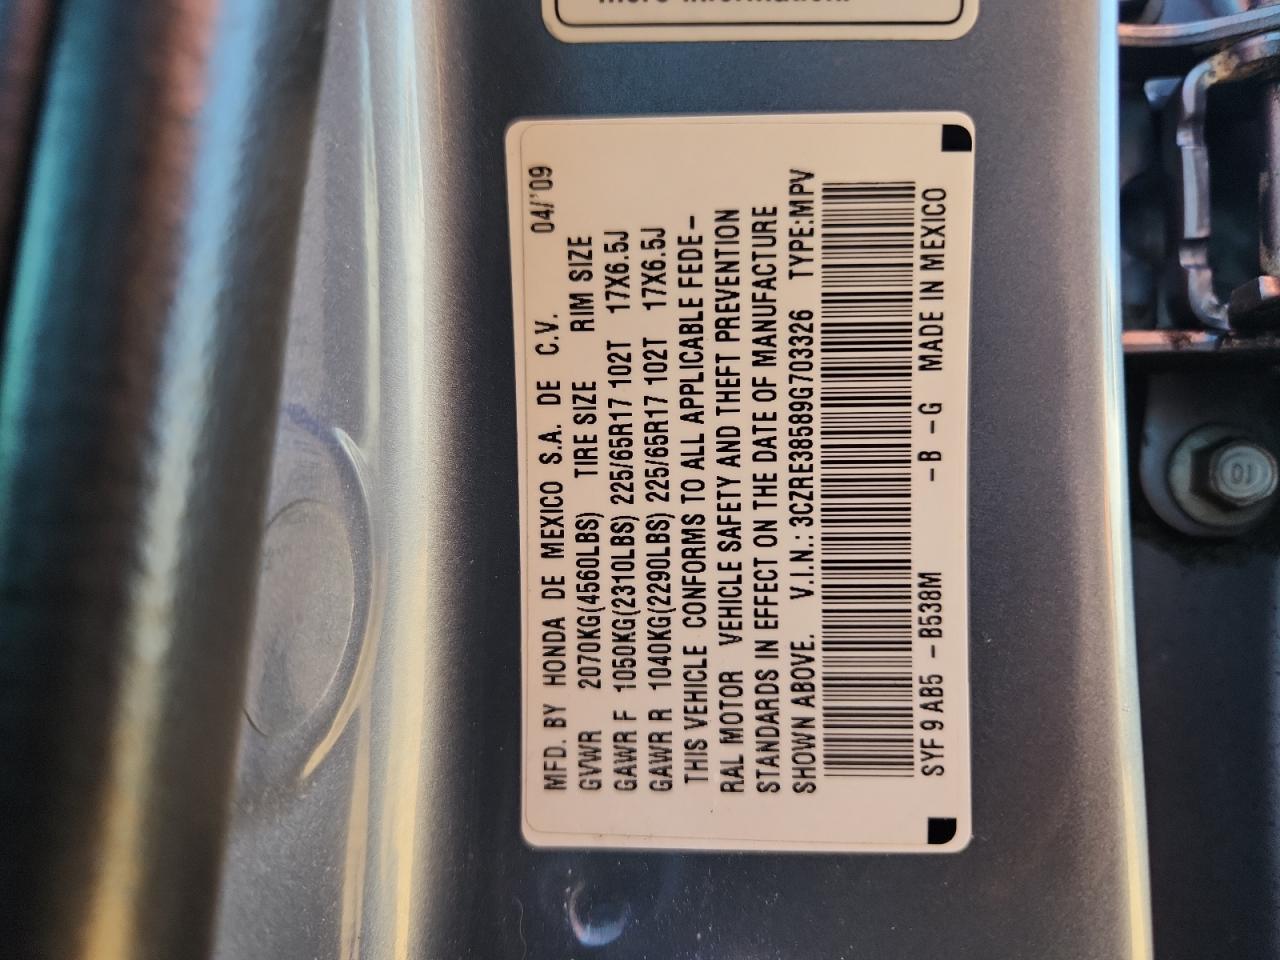 more information.
MFD. BY HONDA DE MEXICO S.A. DE C.V. 04/'09
GVWR 2070KG(4560LBS) TIRE SIZE RIM SIZE
GAWR F 1050KG(2310LBS) 225/65R17 102T 17X6.5J
GAWR R 1040KG(2290LBS) 225/65R17 102T 17X6.5J
THIS VEHICLE CONFORMS TO ALL APPLICABLE FEDE-
RAL MOTOR VEHICLE SAFETY AND THEFT PREVENTION
STANDARDS IN EFFECT ON THE DATE OF MANUFACTURE
SHOWN ABOVE. V.I.N.: 3CZRE38589G703326 TYPE:MPV
SYF 9 AB5 - B538M - B - G MADE IN MEXICO